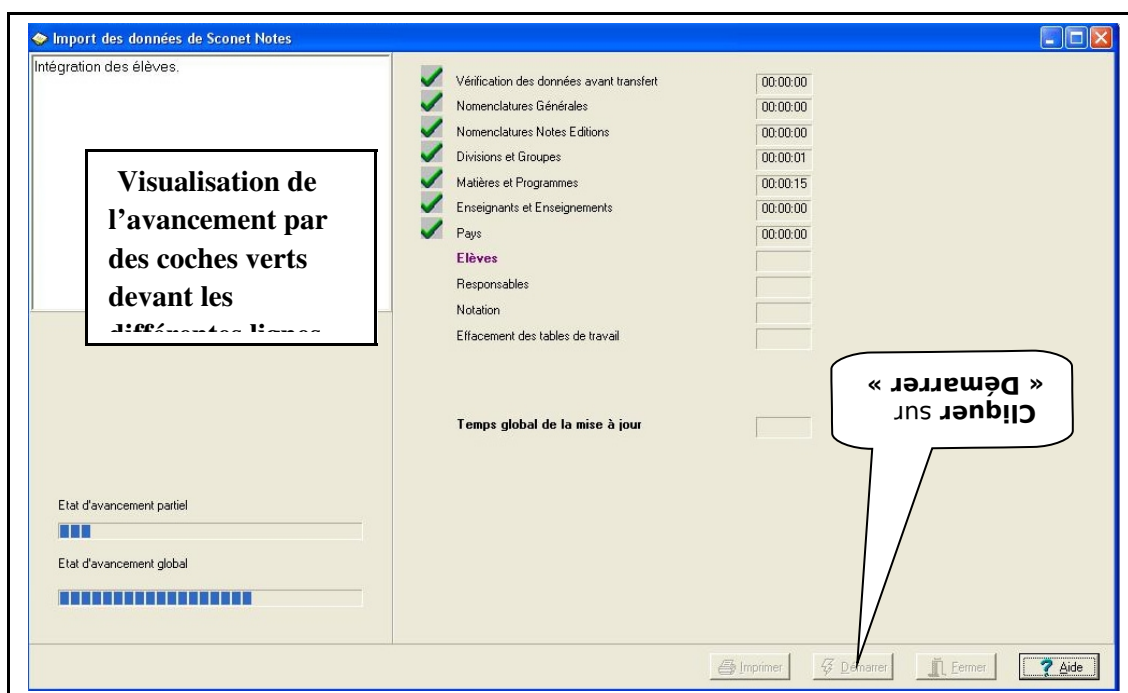 Import des données de Sconet Notes
Intégration des élèves.
Visualisation de
l’avancement par
des coches verts
devant les
différentes lignes
Vérification des données avant transfert 00:00:00
Nomenclatures Générales 00:00:00
Nomenclatures Notes Editions 00:00:00
Divisions et Groupes 00:00:01
Matières et Programmes 00:00:15
Enseignants et Enseignements 00:00:00
Pays 00:00:00
Elèves
Responsables
Notation
Effacement des tables de travail
Temps global de la mise à jour
Cliquer sur
« Démarrer »
Etat d'avancement partiel
Etat d'avancement global
Imprimer Démarrer Fermer Aide